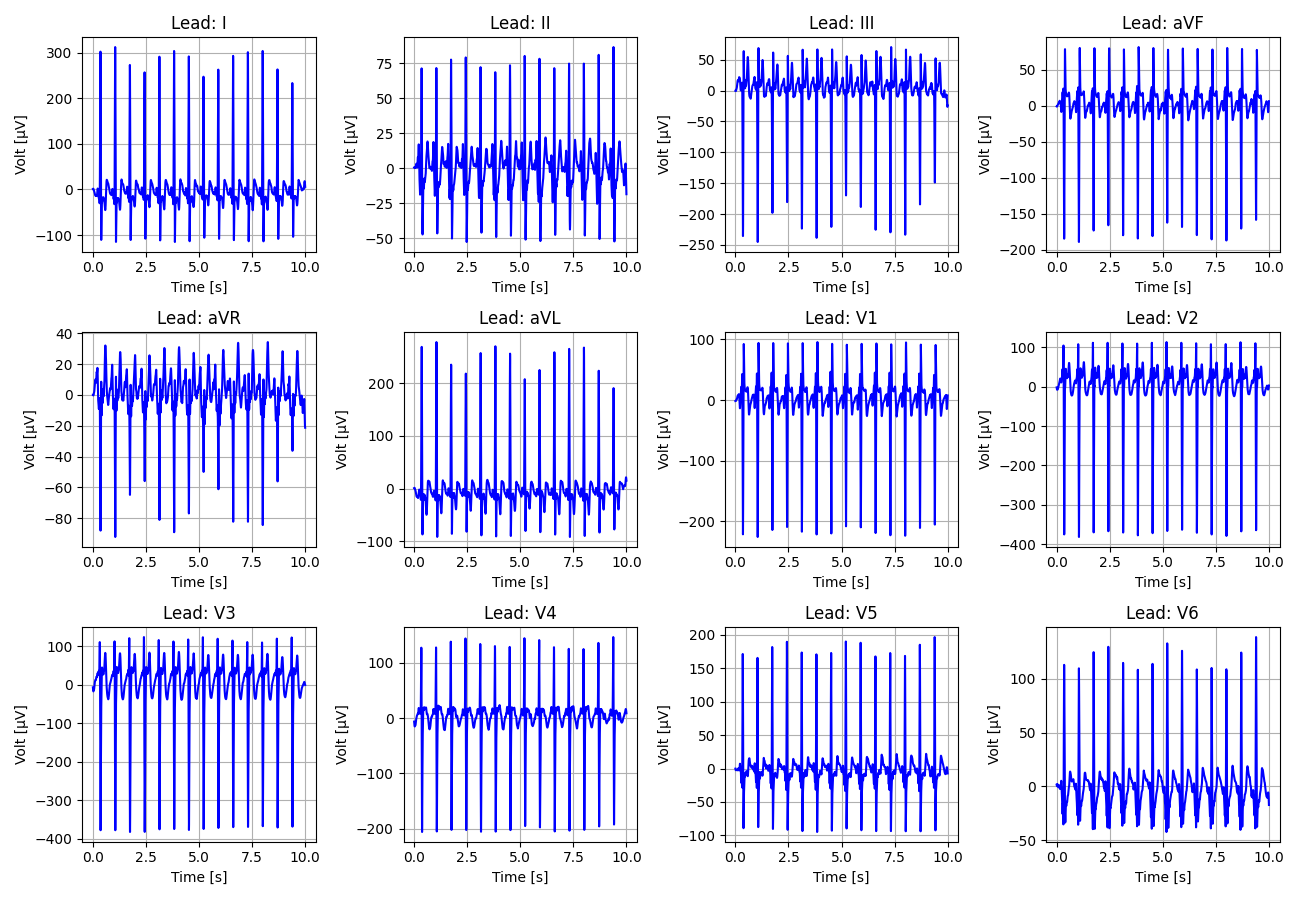 Lead: I
Volt [µV]
300
200
100
0
−100
0.0 2.5 5.0 7.5 10.0
Time [s]
Lead: II
Volt [µV]
75
50
25
0
−25
−50
0.0 2.5 5.0 7.5 10.0
Time [s]
Lead: III
Volt [µV]
50
0
−50
−100
−150
−200
−250
0.0 2.5 5.0 7.5 10.0
Time [s]
Lead: aVF
Volt [µV]
50
0
−50
−100
−150
−200
0.0 2.5 5.0 7.5 10.0
Time [s]
Lead: aVR
Volt [µV]
40
20
0
−20
−40
−60
−80
0.0 2.5 5.0 7.5 10.0
Time [s]
Lead: aVL
Volt [µV]
200
100
0
−100
0.0 2.5 5.0 7.5 10.0
Time [s]
Lead: V1
Volt [µV]
100
0
−100
−200
0.0 2.5 5.0 7.5 10.0
Time [s]
Lead: V2
Volt [µV]
100
0
−100
−200
−300
−400
0.0 2.5 5.0 7.5 10.0
Time [s]
Lead: V3
Volt [µV]
100
0
−100
−200
−300
−400
0.0 2.5 5.0 7.5 10.0
Time [s]
Lead: V4
Volt [µV]
100
0
−100
−200
0.0 2.5 5.0 7.5 10.0
Time [s]
Lead: V5
Volt [µV]
200
150
100
50
0
−50
−100
0.0 2.5 5.0 7.5 10.0
Time [s]
Lead: V6
Volt [µV]
100
50
0
−50
0.0 2.5 5.0 7.5 10.0
Time [s]